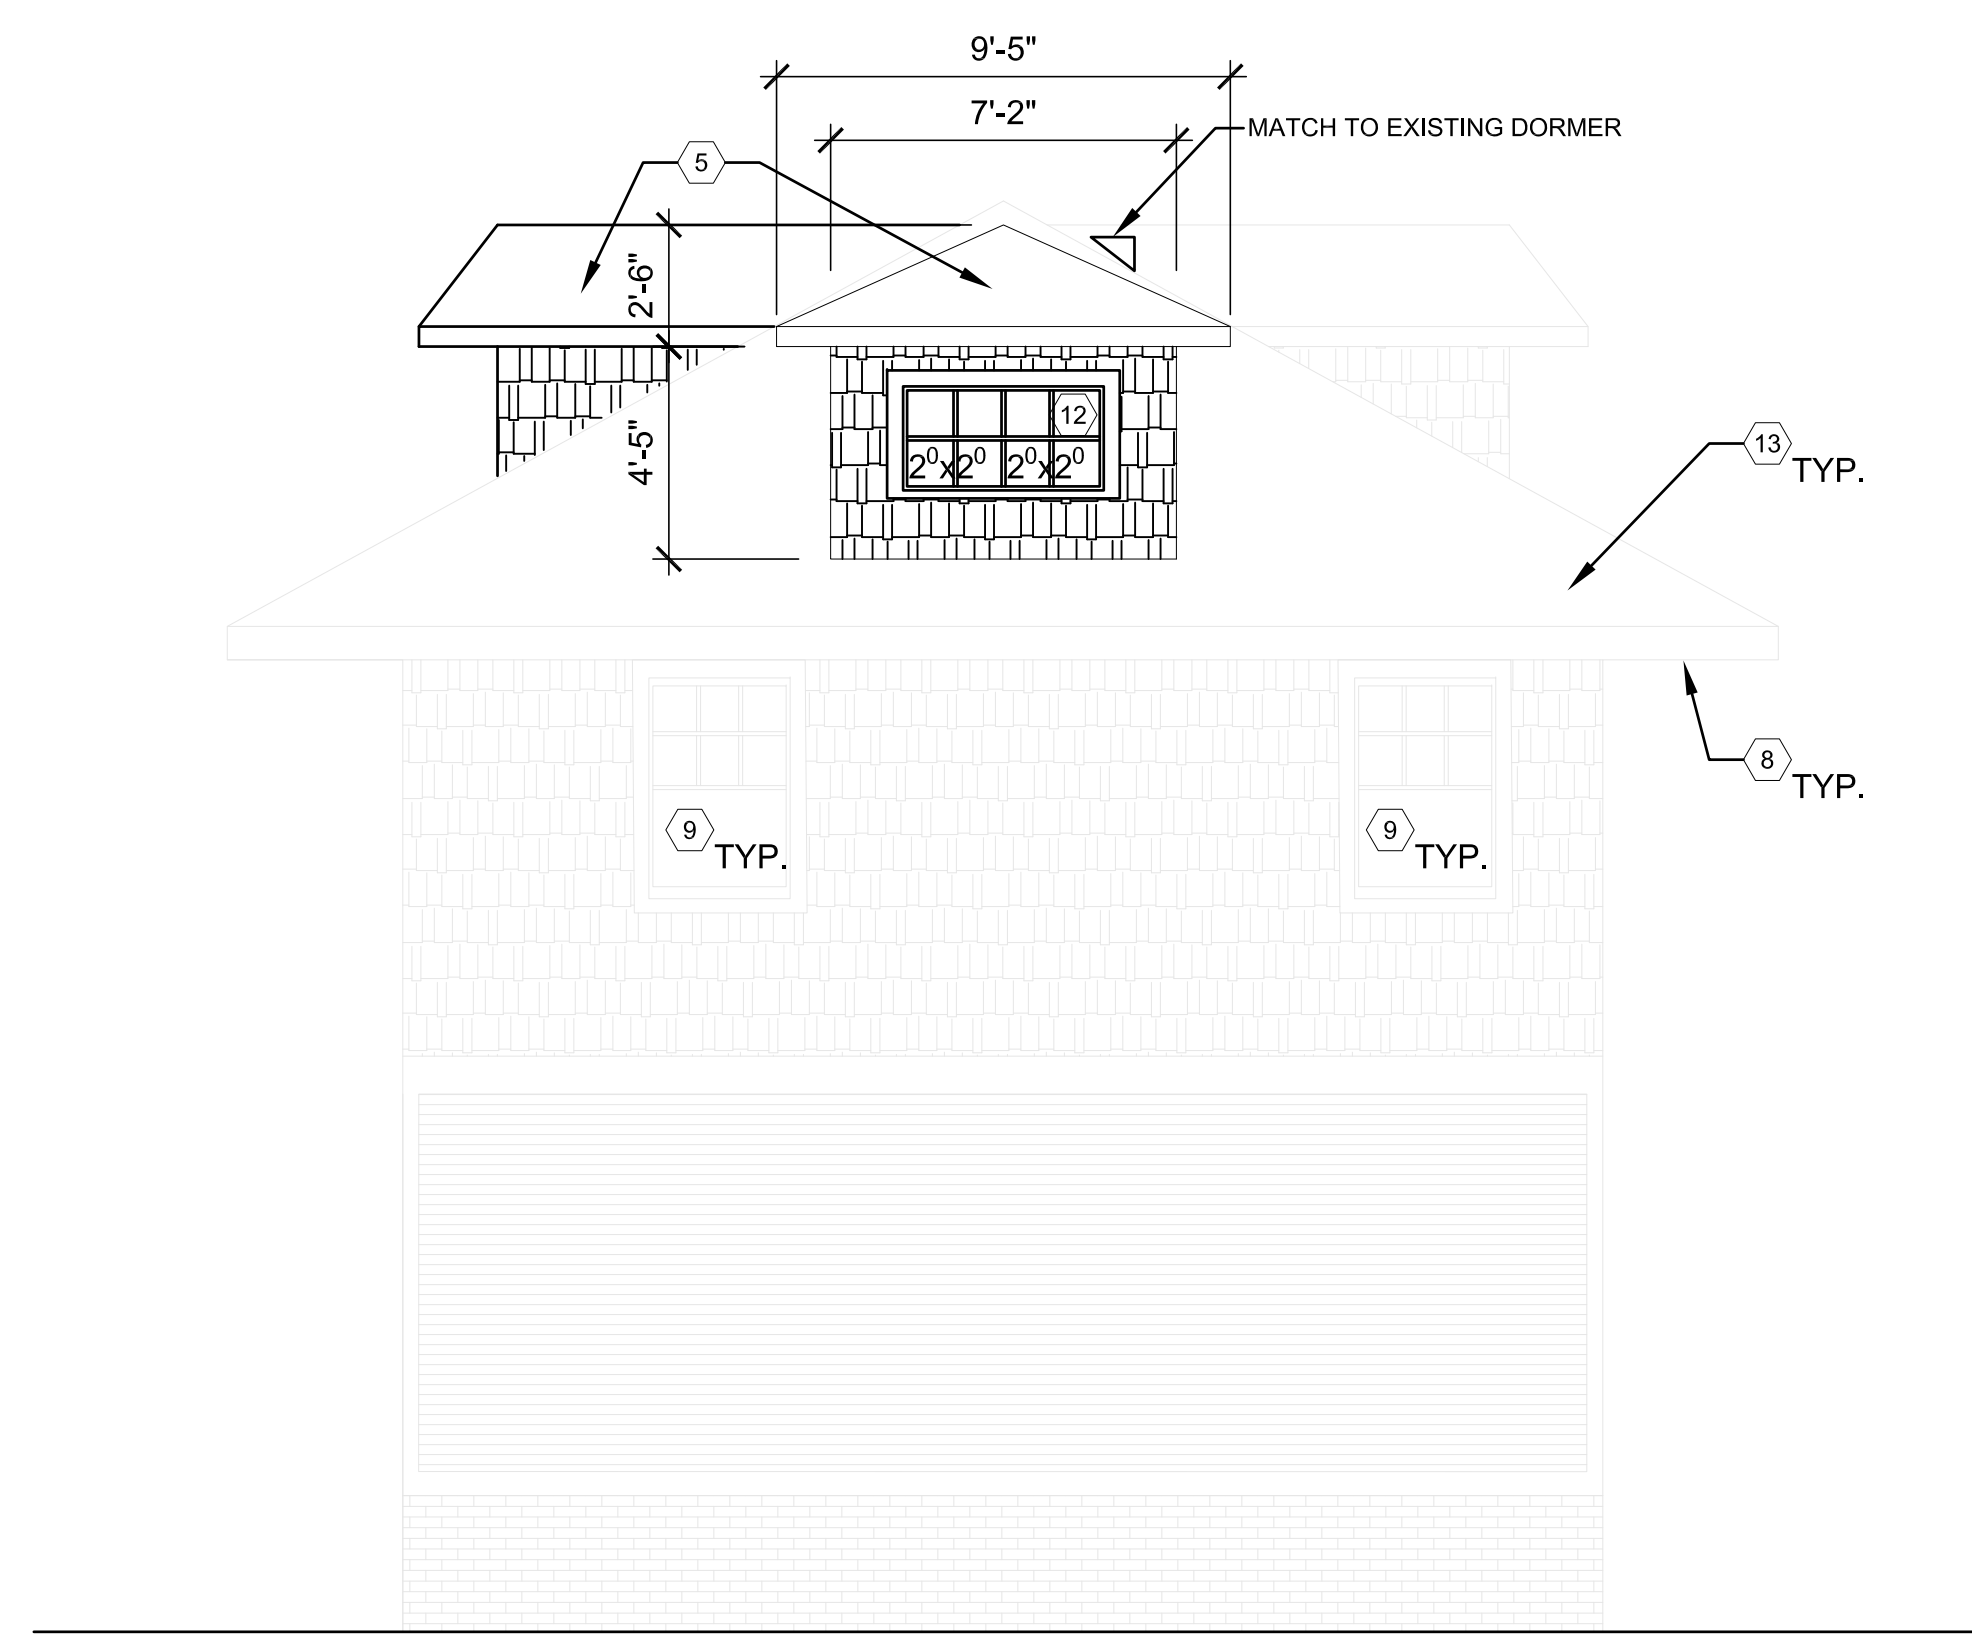 9'-5"
7'-2"
MATCH TO EXISTING DORMER
5
2'-6"
12
4'-5"
2⁰x2⁰ 2⁰x2⁰
13
TYP.
8
TYP.
9
TYP.
9
TYP.